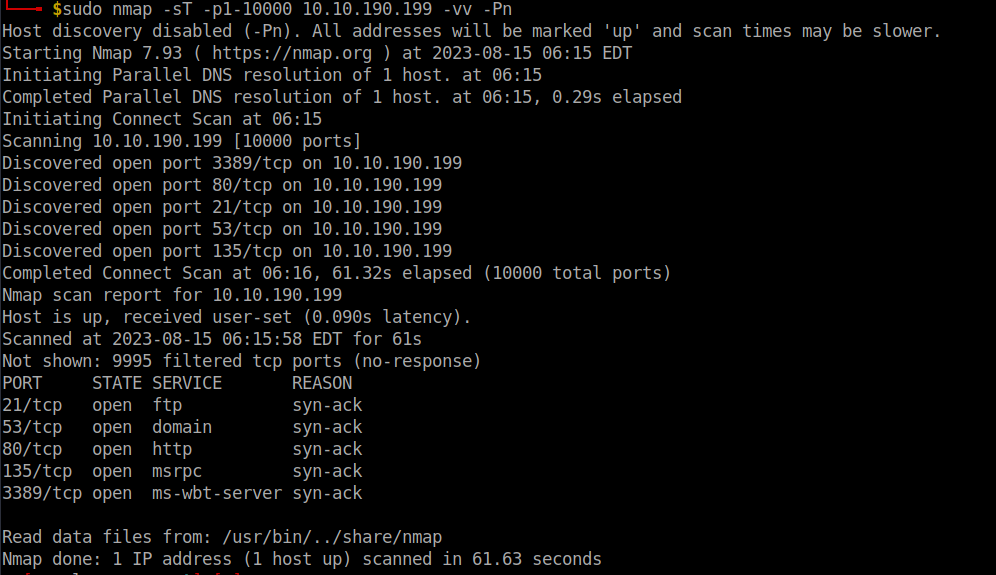 $sudo nmap -sT -p1-10000 10.10.190.199 -vv -Pn
Host discovery disabled (-Pn). All addresses will be marked 'up' and scan times may be slower.
Starting Nmap 7.93 ( https://nmap.org ) at 2023-08-15 06:15 EDT
Initiating Parallel DNS resolution of 1 host. at 06:15
Completed Parallel DNS resolution of 1 host. at 06:15, 0.29s elapsed
Initiating Connect Scan at 06:15
Scanning 10.10.190.199 [10000 ports]
Discovered open port 3389/tcp on 10.10.190.199
Discovered open port 80/tcp on 10.10.190.199
Discovered open port 21/tcp on 10.10.190.199
Discovered open port 53/tcp on 10.10.190.199
Discovered open port 135/tcp on 10.10.190.199
Completed Connect Scan at 06:16, 61.32s elapsed (10000 total ports)
Nmap scan report for 10.10.190.199
Host is up, received user-set (0.090s latency).
Scanned at 2023-08-15 06:15:58 EDT for 61s
Not shown: 9995 filtered tcp ports (no-response)
PORT     STATE SERVICE       REASON
21/tcp   open  ftp           syn-ack
53/tcp   open  domain        syn-ack
80/tcp   open  http          syn-ack
135/tcp  open  msrpc         syn-ack
3389/tcp open  ms-wbt-server syn-ack
Read data files from: /usr/bin/../share/nmap
Nmap done: 1 IP address (1 host up) scanned in 61.63 seconds